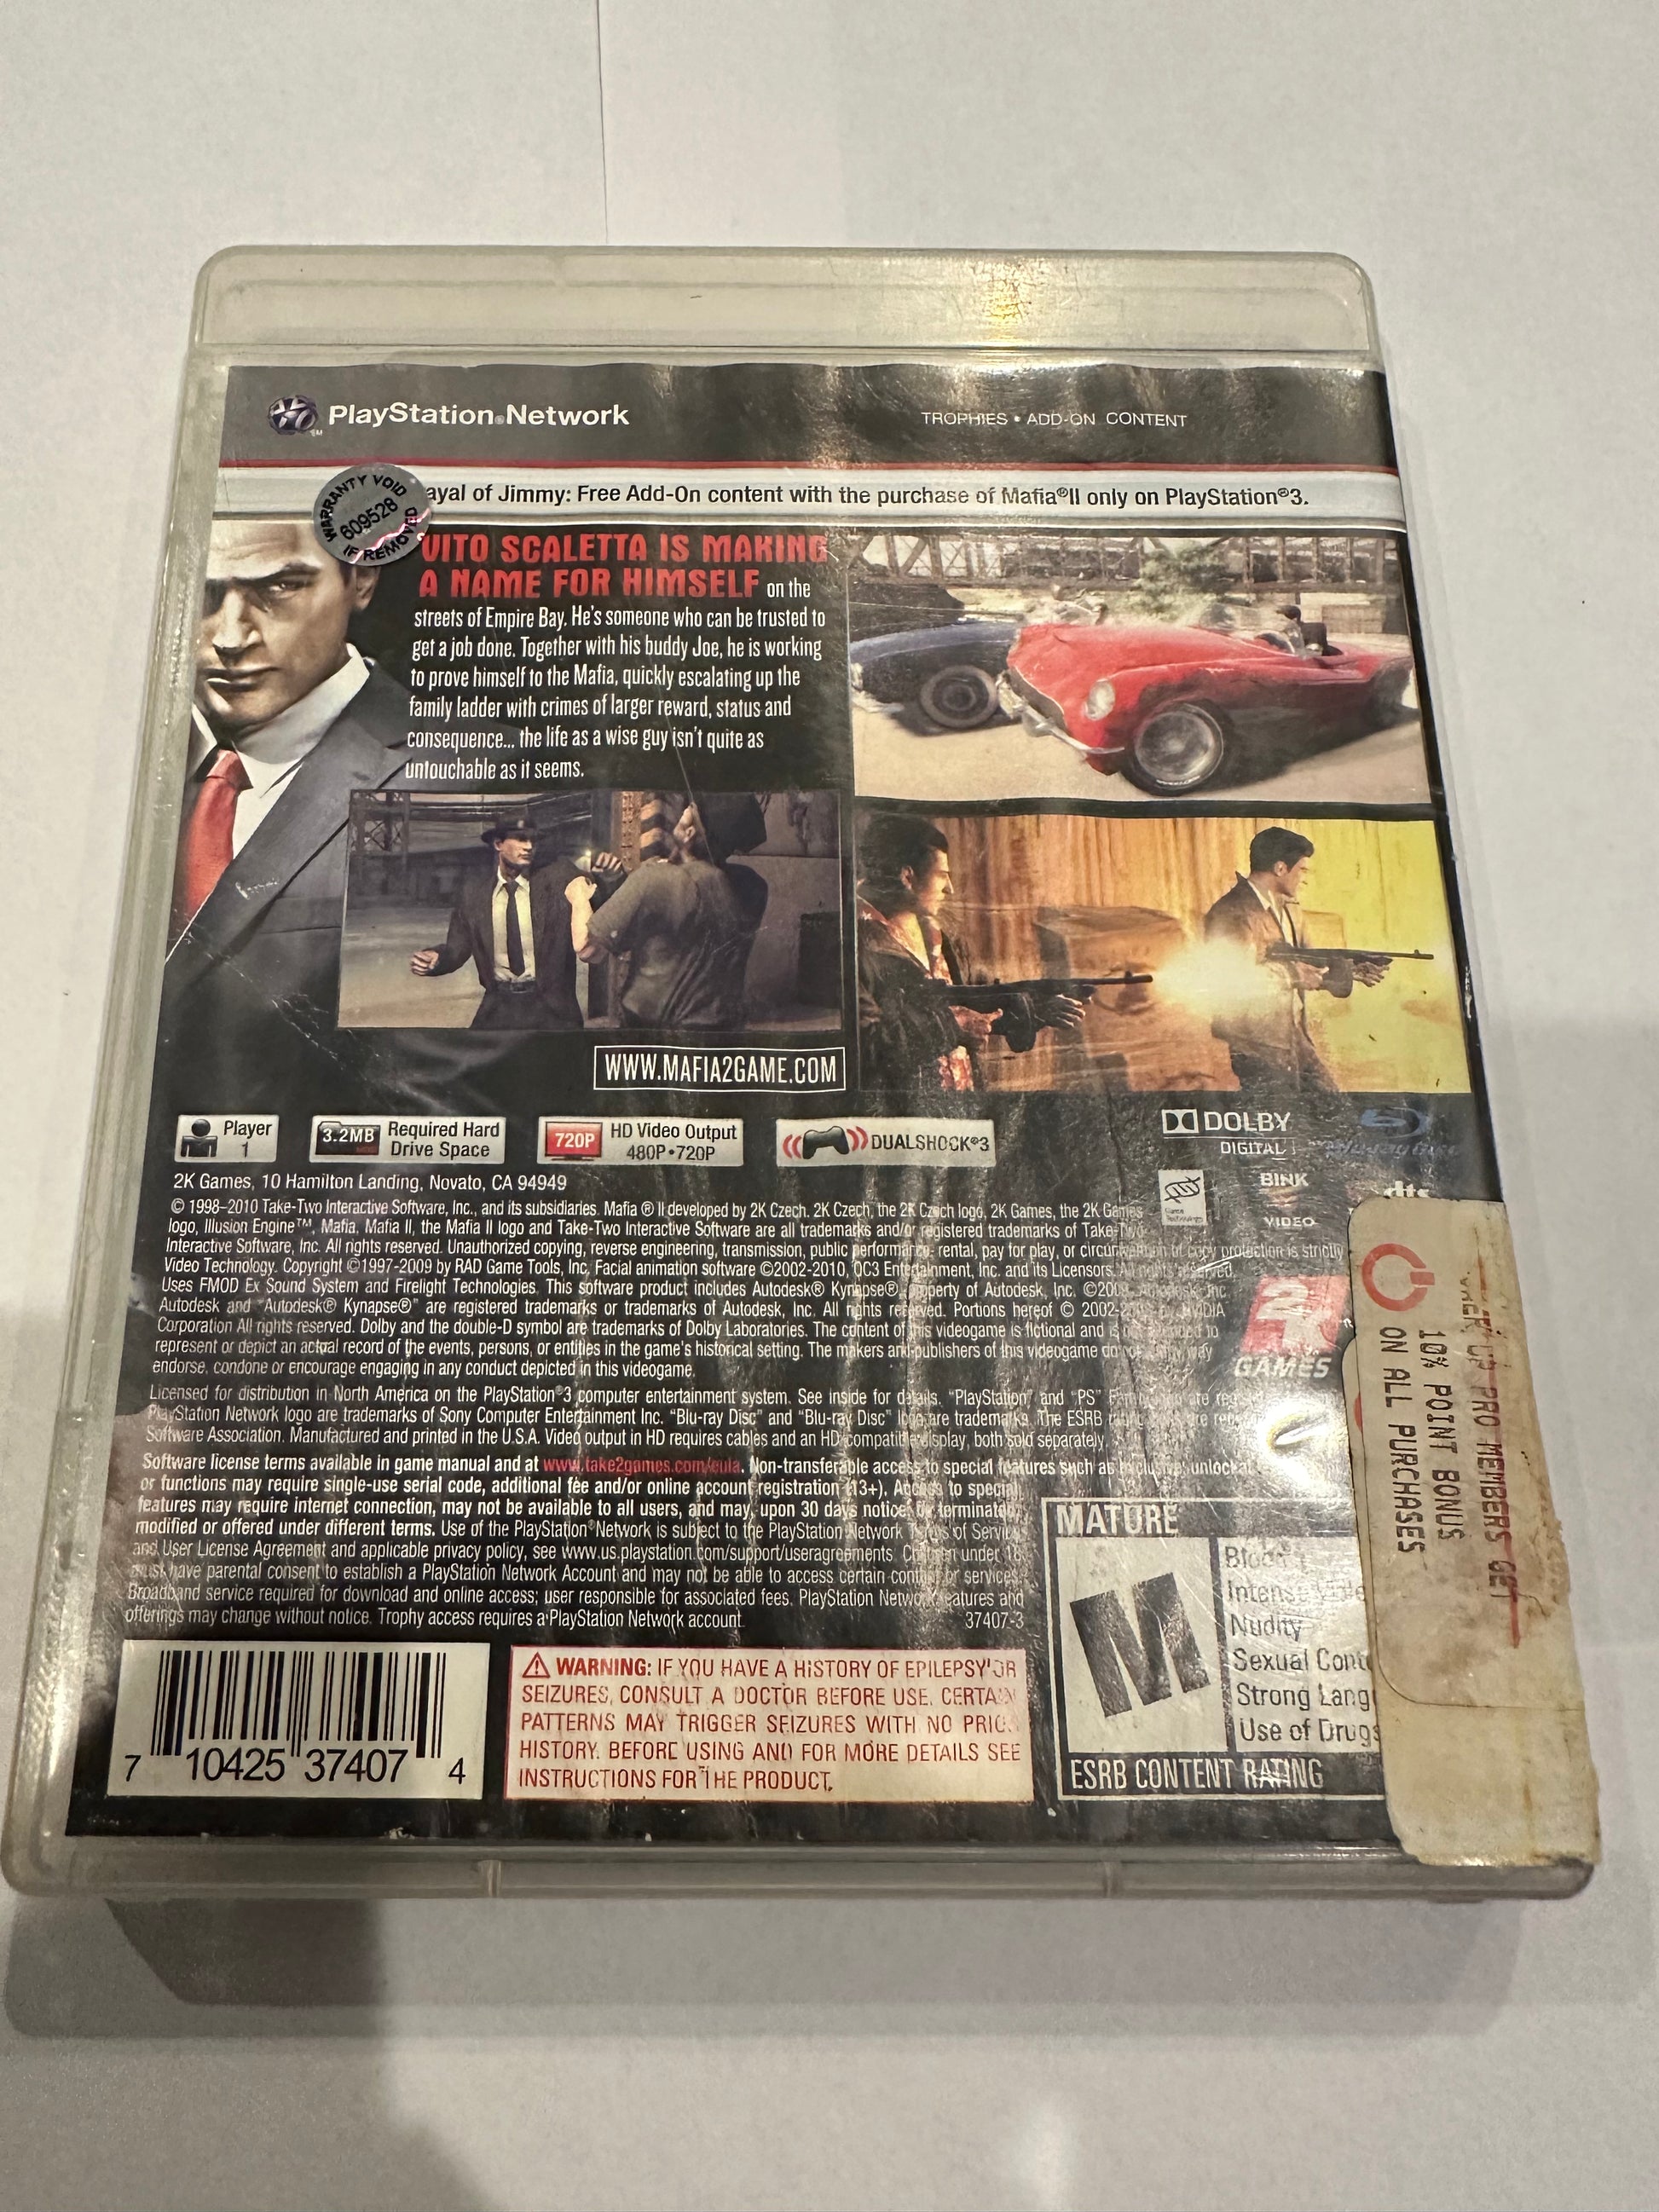 PlayStation®Network
TROPHIES • ADD-ON CONTENT
WARRANTY VOID
609528
IF REMOVED
ayal of Jimmy: Free Add-On content with the purchase of Mafia®II only on PlayStation®3.
VITO SCALETTA IS MAKING
A NAME FOR HIMSELF on the
streets of Empire Bay. He's someone who can be trusted to
get a job done. Together with his buddy Joe, he is working
to prove himself to the Mafia, quickly escalating up the
family ladder with crimes of larger reward, status and
consequence... the life as a wise guy isn't quite as
untouchable as it seems.
WWW.MAFIA2GAME.COM
Player
1
3.2MB
Required Hard
Drive Space
720P
HD Video Output
480P•720P
DUALSHOCK®3
DOLBY
DIGITAL
BINK
VIDEO
dts
2K Games, 10 Hamilton Landing, Novato, CA 94949
© 1998-2010 Take-Two Interactive Software, Inc., and its subsidiaries. Mafia ® II developed by 2K Czech. 2K Czech, the 2K Czech logo, 2K Games, the 2K Games
logo, Illusion Engine™, Mafia, Mafia II, the Mafia II logo and Take-Two Interactive Software are all trademarks and/or registered trademarks of Take-Two
Interactive Software, Inc. All rights reserved. Unauthorized copying, reverse engineering, transmission, public performance, rental, pay for play, or circumvention of copy protection is strictly
Video Technology. Copyright ©1997-2009 by RAD Game Tools, Inc. Facial animation software ©2002-2010, OC3 Entertainment, Inc. and its Licensors. All rights reserved.
Uses FMOD Ex Sound System and Firelight Technologies. This software product includes Autodesk® Kynapse®, property of Autodesk, Inc. Autodesk, Inc.
Autodesk and "Autodesk® Kynapse®" are registered trademarks or trademarks of Autodesk, Inc. All rights reserved. Portions hereof © 2002- NVIDIA
Corporation All rights reserved. Dolby and the double-D symbol are trademarks of Dolby Laboratories. The content of this videogame is fictional and is not intended to
represent or depict an actual record of the events, persons, or entities in the game's historical setting. The makers and publishers of this videogame do not way
endorse, condone or encourage engaging in any conduct depicted in this videogame.
2K
GAMES
Licensed for distribution in North America on the PlayStation®3 computer entertainment system. See inside for details. "PlayStation" and "PS" are
PlayStation Network logo are trademarks of Sony Computer Entertainment Inc. "Blu-ray Disc" and "Blu-ray Disc" logo are trademarks. The ESRB are
Software Association. Manufactured and printed in the U.S.A. Video output in HD requires cables and an HD compatible display, both sold separately.
Software license terms available in game manual and at www.take2games.com/eula. Non-transferable access to special features such as exclusive, unlockat
or functions may require single-use serial code, additional fee and/or online account registration (13+). Access to special
features may require internet connection, may not be available to all users, and may, upon 30 days notice, be terminated,
modified or offered under different terms. Use of the PlayStation®Network is subject to the PlayStation Network Terms of Service
and User License Agreement and applicable privacy policy, see www.us.playstation.com/support/useragreements. Children under 18
must have parental consent to establish a PlayStation Network Account and may not be able to access certain content or services.
Broadband service required for download and online access; user responsible for associated fees. PlayStation Network features and
offerings may change without notice. Trophy access requires a PlayStation Network account.
37407-3
MATURE
M
Blood
Intense
Nudity
Sexual Cont
Strong Lang
Use of Drugs
ESRB CONTENT RATING
7 10425 37407 4
WARNING: IF YOU HAVE A HISTORY OF EPILEPSY OR
SEIZURES, CONSULT A DOCTOR BEFORE USE. CERTAIN
PATTERNS MAY TRIGGER SEIZURES WITH NO PRIOR
HISTORY. BEFORE USING AND FOR MORE DETAILS SEE
INSTRUCTIONS FOR THE PRODUCT.
PRO MEMBERS GET
10% POINT BONUS
ON ALL PURCHASES